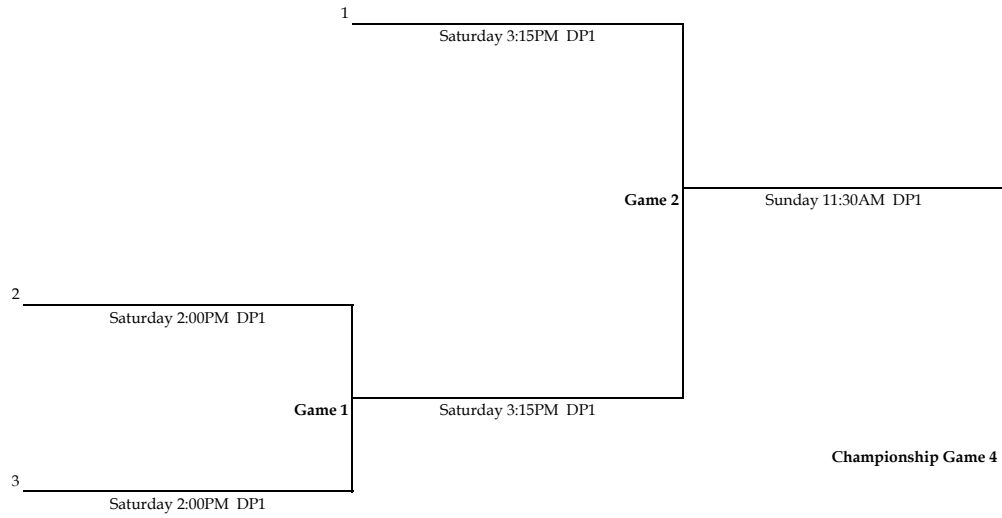 1
Saturday 3:15PM  DP1
Game 2
Sunday 11:30AM  DP1
2
Saturday 2:00PM  DP1
Game 1
Saturday 3:15PM  DP1
Championship Game 4
3
Saturday 2:00PM  DP1